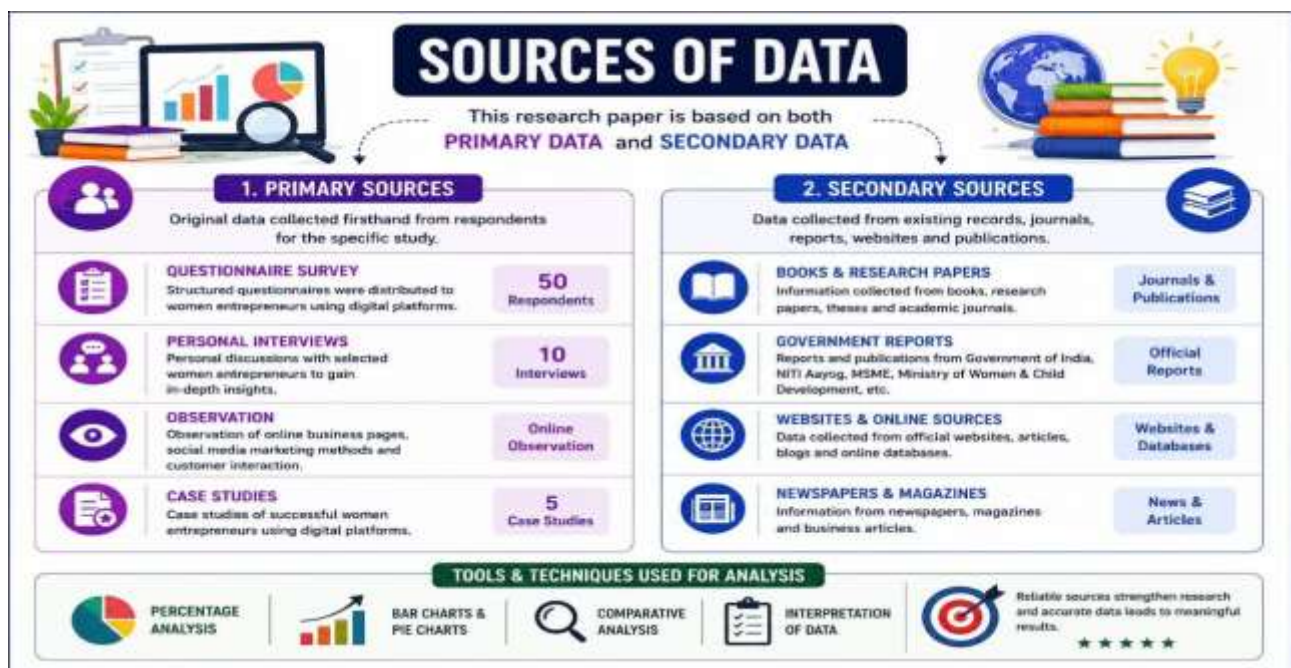 SOURCES OF DATA
This research paper is based on both
PRIMARY DATA and SECONDARY DATA
1. PRIMARY SOURCES
Original data collected firsthand from respondents
for the specific study.
QUESTIONNAIRE SURVEY
Structured questionnaires were distributed to
women entrepreneurs using digital platforms.
50
Respondents
PERSONAL INTERVIEWS
Personal discussions with selected
women entrepreneurs to gain
in-depth insights.
10
Interviews
OBSERVATION
Observation of online business pages,
social media marketing methods and
customer interaction.
Online
Observation
CASE STUDIES
Case studies of successful women
entrepreneurs using digital platforms.
5
Case Studies
2. SECONDARY SOURCES
Data collected from existing records, journals,
reports, websites and publications.
BOOKS & RESEARCH PAPERS
Information collected from books, research
papers, theses and academic journals.
Journals &
Publications
GOVERNMENT REPORTS
Reports and publications from Government of India,
NITI Aayog, MSME, Ministry of Women & Child
Development, etc.
Official
Reports
WEBSITES & ONLINE SOURCES
Data collected from official websites, articles,
blogs and online databases.
Websites &
Databases
NEWSPAPERS & MAGAZINES
Information from newspapers, magazines
and business articles.
News &
Articles
TOOLS & TECHNIQUES USED FOR ANALYSIS
PERCENTAGE
ANALYSIS
BAR CHARTS &
PIE CHARTS
COMPARATIVE
ANALYSIS
INTERPRETATION
OF DATA
Reliable sources strengthen research
and accurate data leads to meaningful
results.